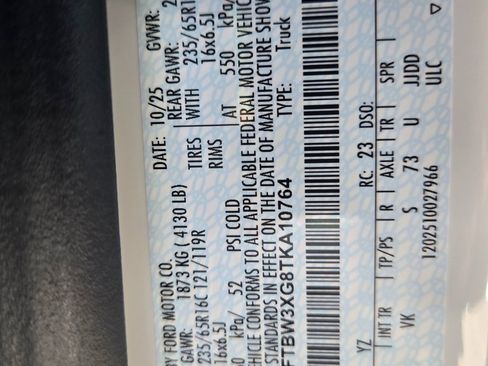 BY FORD MOTOR CO. DATE: 10/25 GVWR:
1873 KG ( 4130 LB) REAR GAWR:
235/65R16C 121/119R TIRES WITH 235/65R1
16x6.5J RIMS 16x6.5J
kPa/ 52 PSI COLD AT 550 kPa/
VEHICLE CONFORMS TO ALL APPLICABLE FEDERAL MOTOR VEHIC
STANDARDS IN EFFECT ON THE DATE OF MANUFACTURE SHOW
FTBW3XG8TKA10764 TYPE: Truck
YZ RC: 23 DSO:
INT TR TP/PS R AXLE TR SPR
VK S 73 U JJDD
1202510027966 ULC